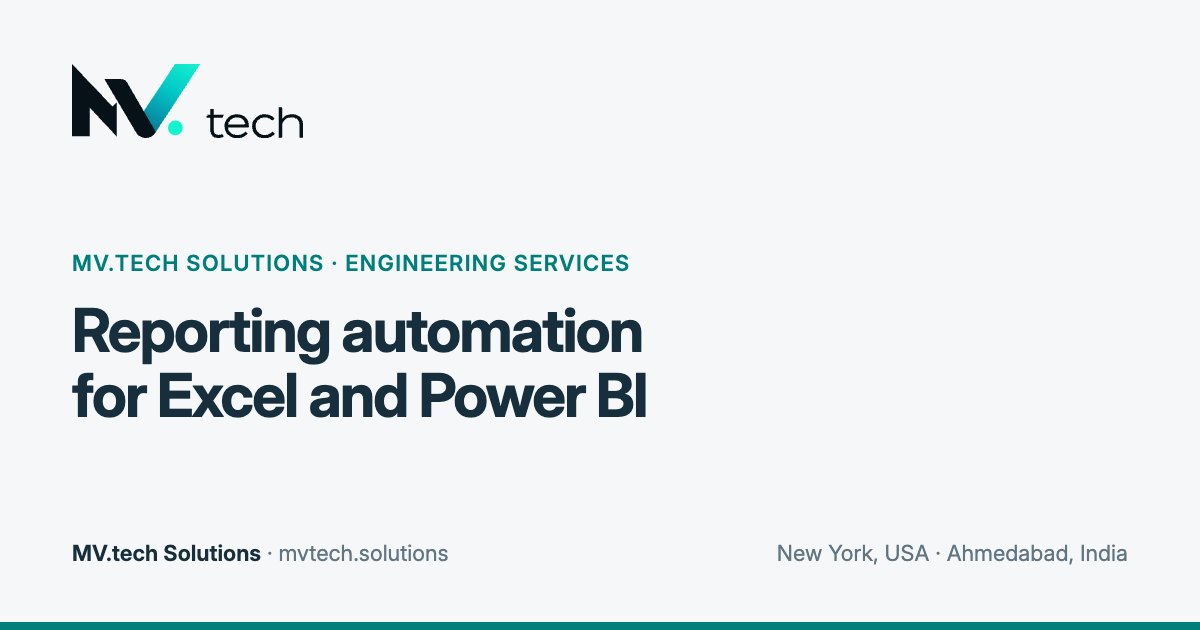 MV. tech
MV.TECH SOLUTIONS · ENGINEERING SERVICES
Reporting automation
for Excel and Power BI
MV.tech Solutions · mvtech.solutions
New York, USA · Ahmedabad, India